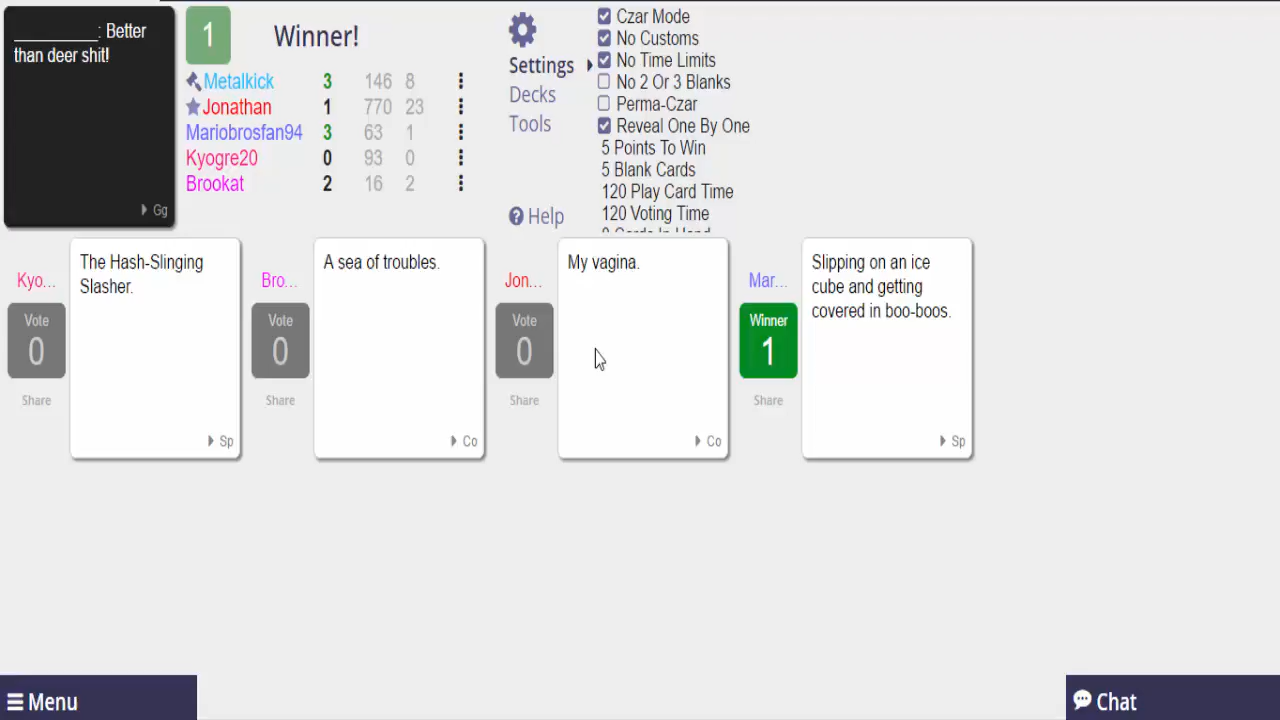 __________: Better
than deer shit!
Gg
1
Winner!
Metalkick 3 146 8
Jonathan 1 770 23
Mariobrosfan94 3 63 1
Kyogre20 0 93 0
Brookat 2 16 2
Settings
Decks
Tools
Help
Czar Mode
No Customs
No Time Limits
No 2 Or 3 Blanks
Perma-Czar
Reveal One By One
5 Points To Win
5 Blank Cards
120 Play Card Time
120 Voting Time
0 Cards In Hand
Kyo...
Vote
0
Share
The Hash-Slinging
Slasher.
Sp
Bro...
Vote
0
Share
A sea of troubles.
Co
Jon...
Vote
0
Share
My vagina.
Co
Mar...
Winner
1
Share
Slipping on an ice
cube and getting
covered in boo-boos.
Sp
Menu
Chat